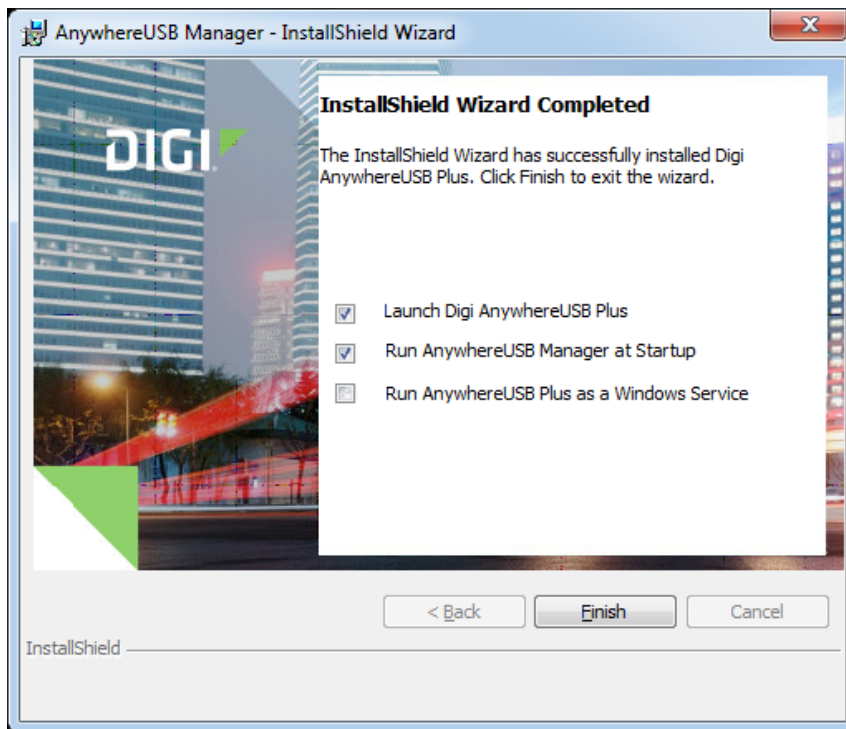 AnywhereUSB Manager - InstallShield Wizard
DIGI
InstallShield Wizard Completed
The InstallShield Wizard has successfully installed Digi
AnywhereUSB Plus. Click Finish to exit the wizard.
Launch Digi AnywhereUSB Plus
Run AnywhereUSB Manager at Startup
Run AnywhereUSB Plus as a Windows Service
< Back
Finish
Cancel
InstallShield